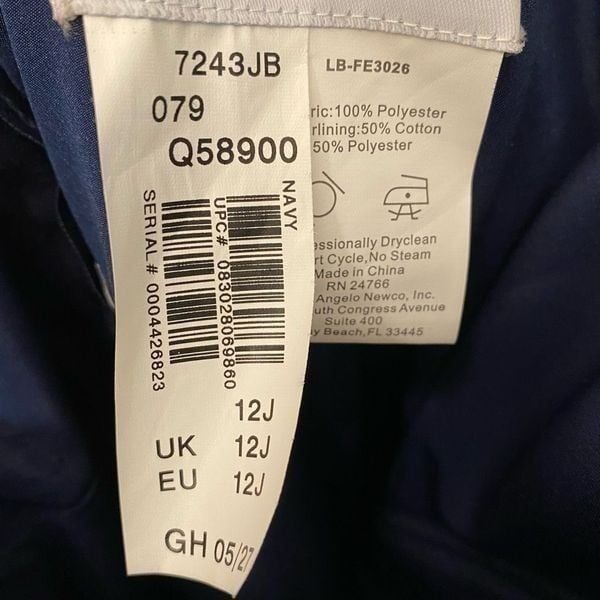 7243JB
079
Q58900
NAVY
SERIAL # 0004426823
UPC# 083028069860
12J
UK 12J
EU 12J
GH 05/27
LB-FE3026
ric:100% Polyester
rlining:50% Cotton
50% Polyester
essionally Dryclean
rt Cycle,No Steam
Made in China
RN 24766
Angelo Newco, Inc.
uth Congress Avenue
Suite 400
y Beach,FL 33445